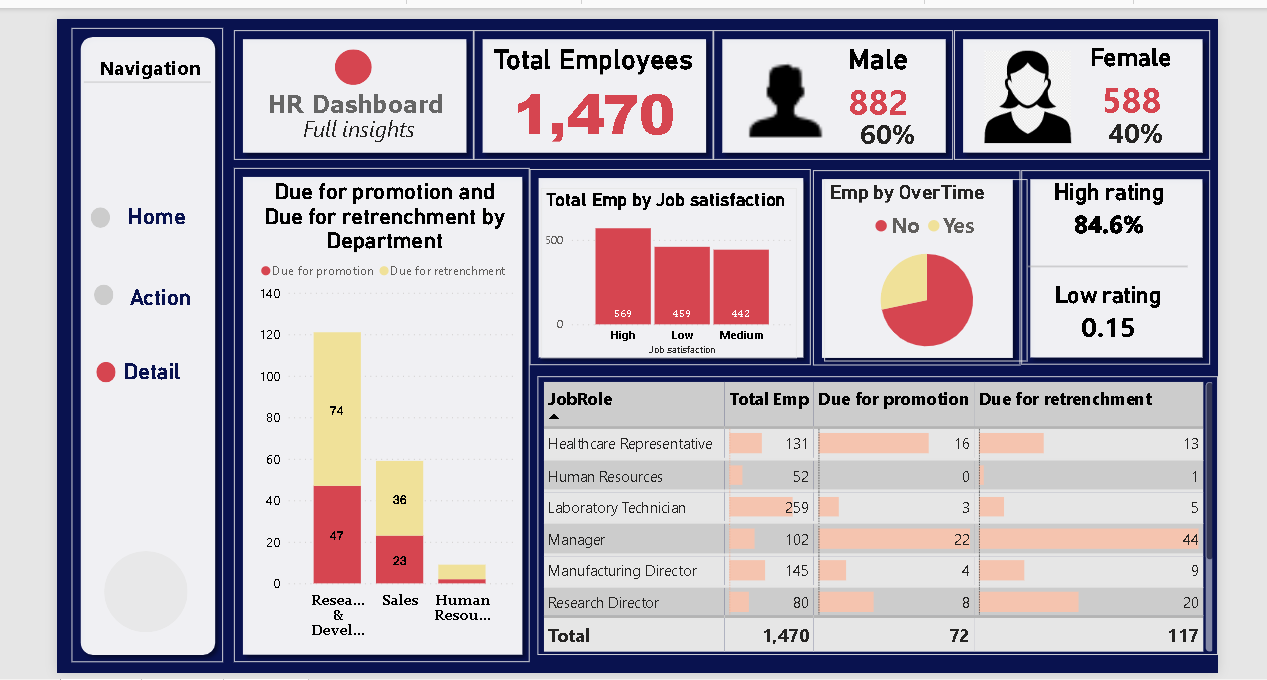 Navigation
Home
Action
Detail
HR Dashboard
Full insights
Total Employees
1,470
Male
882
60%
Female
588
40%
Due for promotion and
Due for retrenchment by
Department
Due for promotion Due for retrenchment
140
120
100
80
60
40
20
0
74
47
36
23
Resea...
&
Devel...
Sales
Human
Resou...
Total Emp by Job satisfaction
500
0
569 459 442
High Low Medium
Job satisfaction
Emp by OverTime
No Yes
High rating
84.6%
Low rating
0.15
JobRole Total Emp Due for promotion Due for retrenchment
Healthcare Representative 131 16 13
Human Resources 52 0 1
Laboratory Technician 259 3 5
Manager 102 22 44
Manufacturing Director 145 4 9
Research Director 80 8 20
Total 1,470 72 117